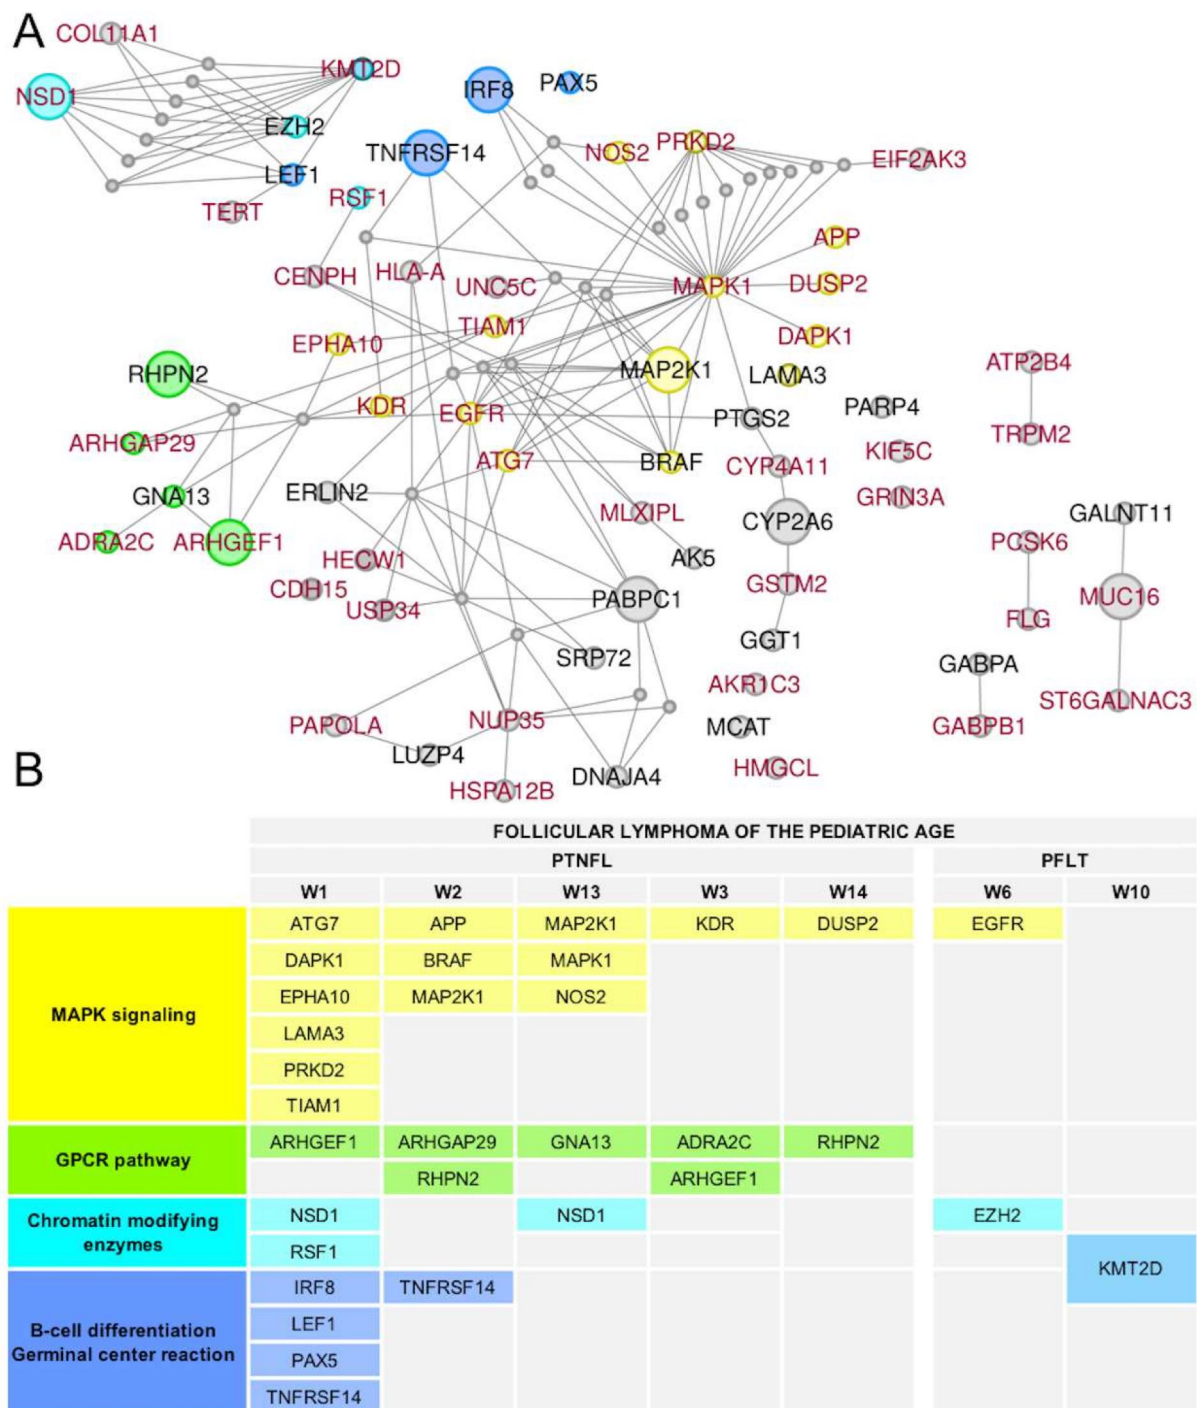 A
COL11A1
NSD1
KMT2D
EZH2
LEF1
TERT
RSF1
IRF8
PAX5
TNFRSF14
NOS2
PRKD2
EIF2AK3
APP
CENPH
HLA-A
UNC5C
MAPK1
DUSP2
EPHA10
TIAM1
DAPK1
RHPN2
MAP2K1
LAMA3
ATP2B4
KDR
EGFR
PTGS2
PARP4
ARHGAP29
ATG7
BRAF
CYP4A11
KIF5C
TRPM2
GNA13
ERLIN2
GRIN3A
ADRA2C
ARHGEF1
MLXIPL
CYP2A6
GALNT11
HECW1
AK5
PCSK6
CDH15
USP34
PABPC1
GSTM2
MUC16
FLG
SRP72
GGT1
GABPA
AKR1C3
ST6GALNAC3
PAPOLA
NUP35
MCAT
GABPB1
LUZP4
HSPA12B
DNAJA4
HMGCL
B
FOLLICULAR LYMPHOMA OF THE PEDIATRIC AGE
PTNFL PFLT
W1 W2 W13 W3 W14 W6 W10
MAPK signaling
ATG7 APP MAP2K1 KDR DUSP2 EGFR
DAPK1 BRAF MAPK1
EPHA10 MAP2K1 NOS2
LAMA3
PRKD2
TIAM1
GPCR pathway
ARHGEF1 ARHGAP29 GNA13 ADRA2C RHPN2
RHPN2 ARHGEF1
Chromatin modifying
enzymes
NSD1 NSD1 EZH2
RSF1
KMT2D
B-cell differentiation
Germinal center reaction
IRF8 TNFRSF14
LEF1
PAX5
TNFRSF14